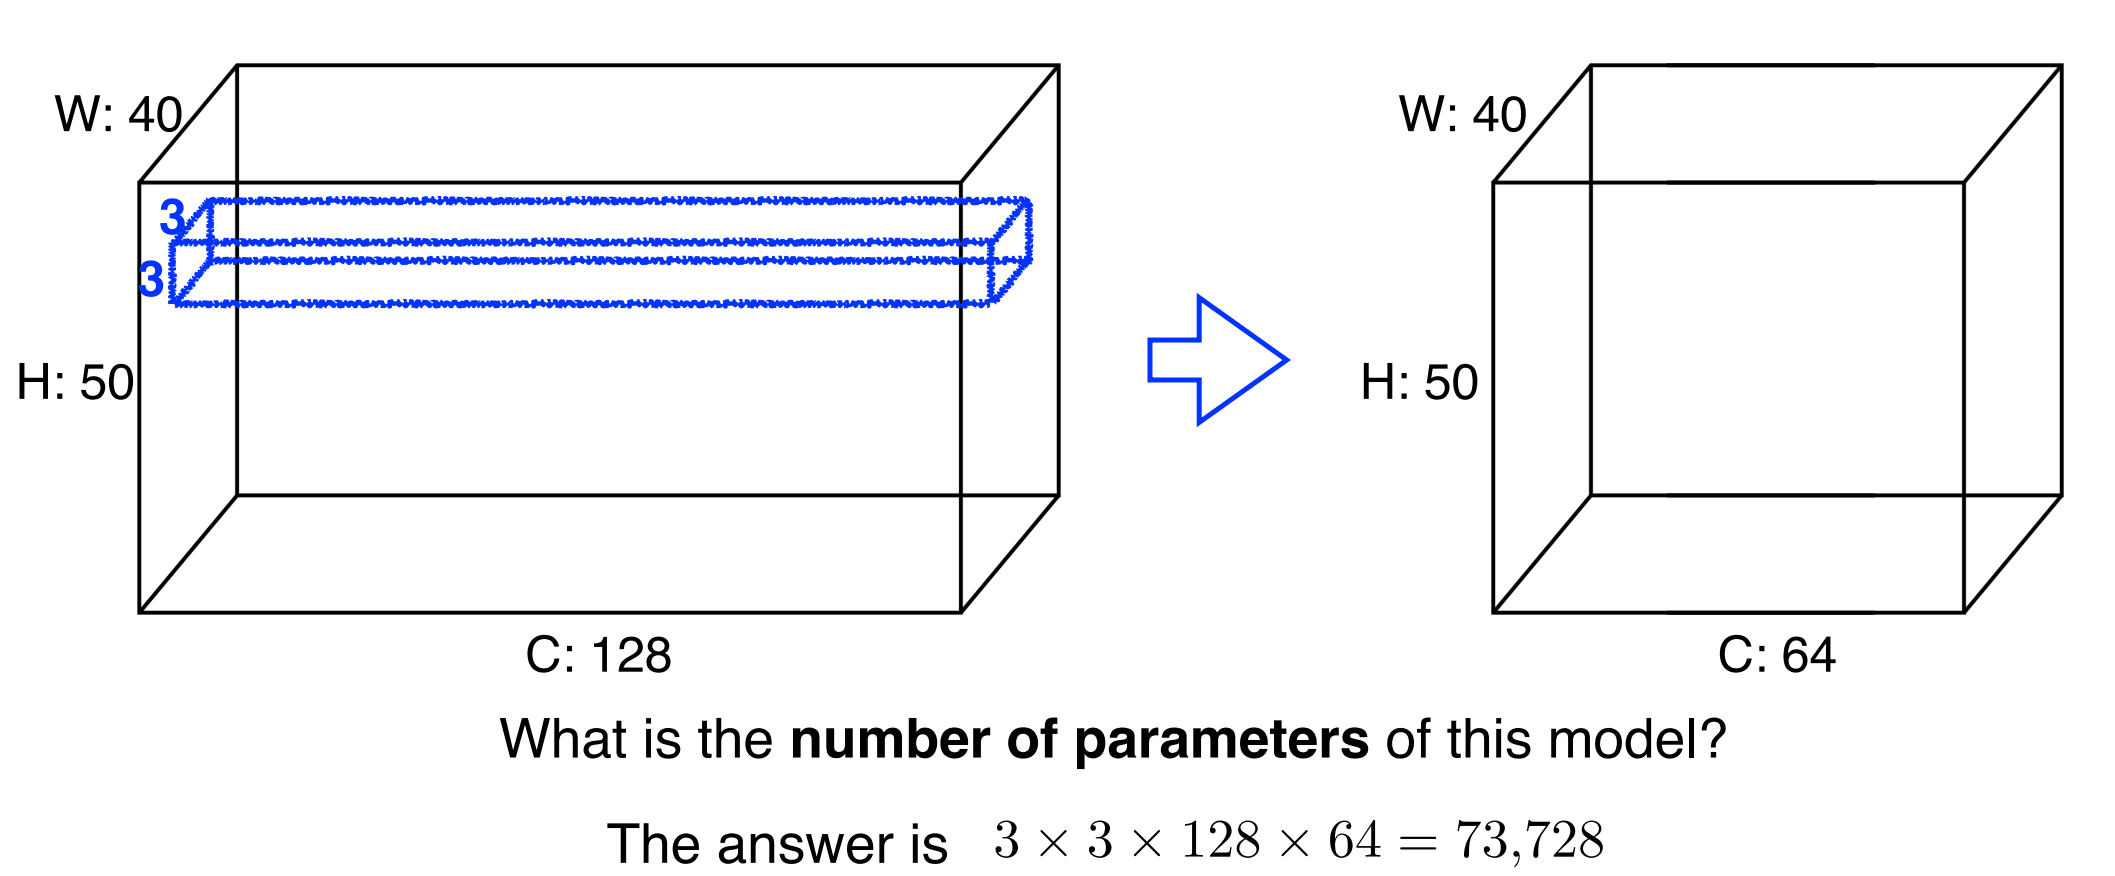 W: 40
W: 40
3
3
H: 50
H: 50
C: 128
C: 64
What is the number of parameters of this model?
The answer is 3 × 3 × 128 × 64 = 73,728